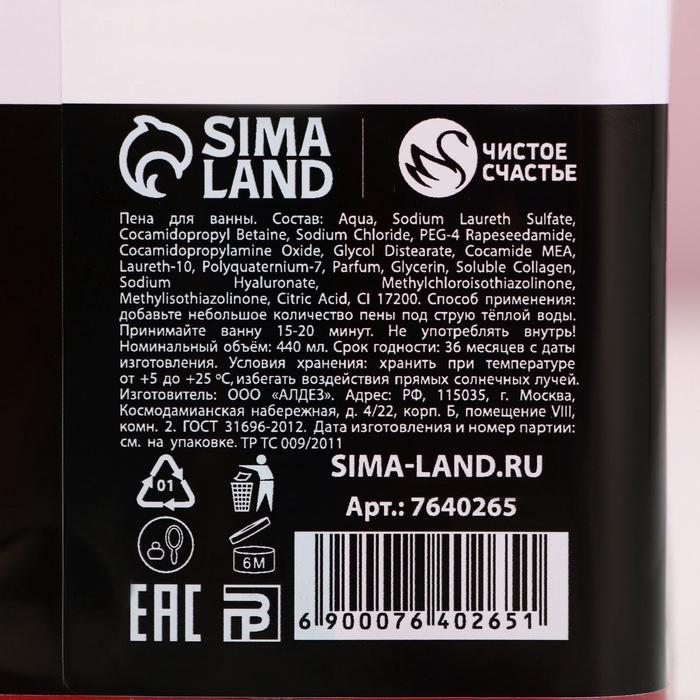 SIMA
LAND
ЧИСТОЕ
СЧАСТЬЕ
Пена для ванны. Состав: Aqua, Sodium Laureth Sulfate,
Cocamidopropyl Betaine, Sodium Chloride, PEG-4 Rapeseedamide,
Cocamidopropylamine Oxide, Glycol Distearate, Cocamide MEA,
Laureth-10, Polyquaternium-7, Parfum, Glycerin, Soluble Collagen,
Sodium Hyaluronate, Methylchloroisothiazolinone,
Methylisothiazolinone, Citric Acid, CI 17200. Способ применения:
добавьте небольшое количество пены под струю тёплой воды.
Принимайте ванну 15-20 минут. Не употреблять внутрь!
Номинальный объём: 440 мл. Срок годности: 36 месяцев с даты
изготовления. Условия хранения: хранить при температуре
от +5 до +25 ºС, избегать воздействия прямых солнечных лучей.
Изготовитель: ООО «АЛДЕЗ». Адрес: РФ, 115035, г. Москва,
Космодамианская набережная, д. 4/22, корп. Б, помещение VIII,
комн. 2. ГОСТ 31696-2012. Дата изготовления и номер партии:
см. на упаковке. ТР ТС 009/2011
SIMA-LAND.RU
Арт.: 7640265
01
6M
EAC
6 900076 402651